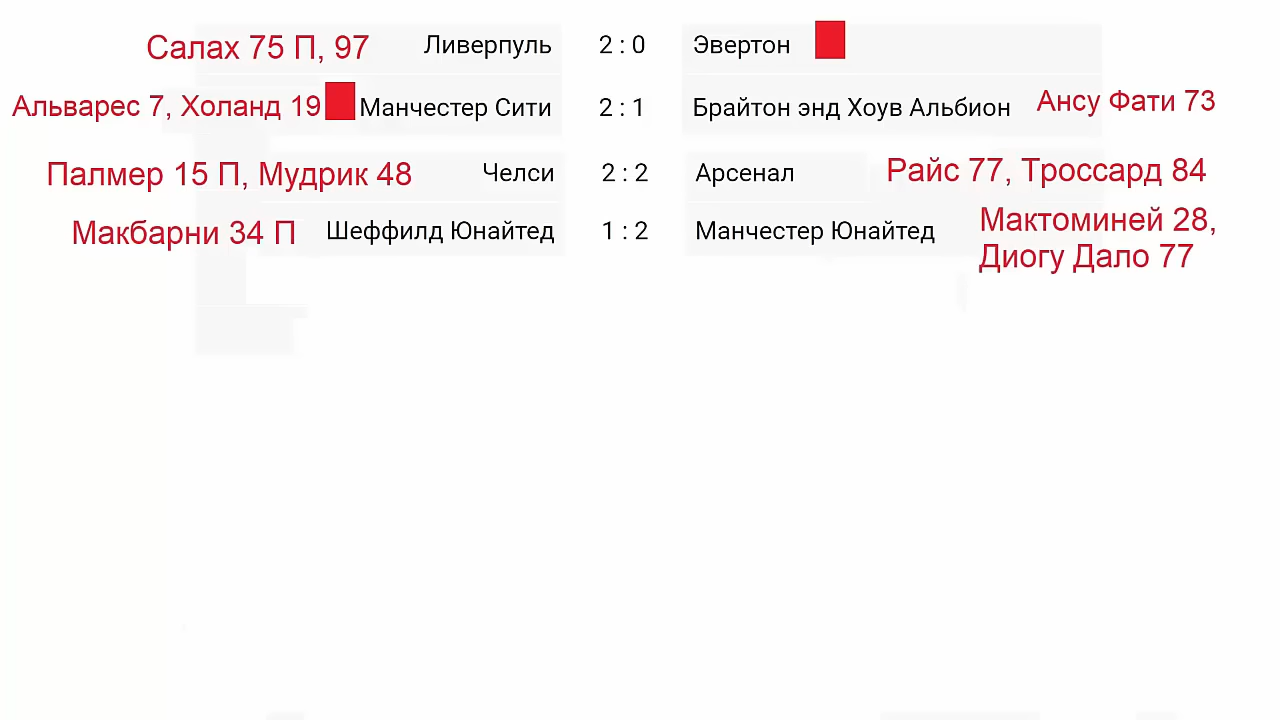 Салах 75 П, 97 Ливерпуль 2 : 0 Эвертон
Альварес 7, Холанд 19 Манчестер Сити 2 : 1 Брайтон энд Хоув Альбион Ансу Фати 73
Палмер 15 П, Мудрик 48 Челси 2 : 2 Арсенал Райс 77, Троссард 84
Макбарни 34 П Шеффилд Юнайтед 1 : 2 Манчестер Юнайтед Мактоминей 28,
Диогу Дало 77